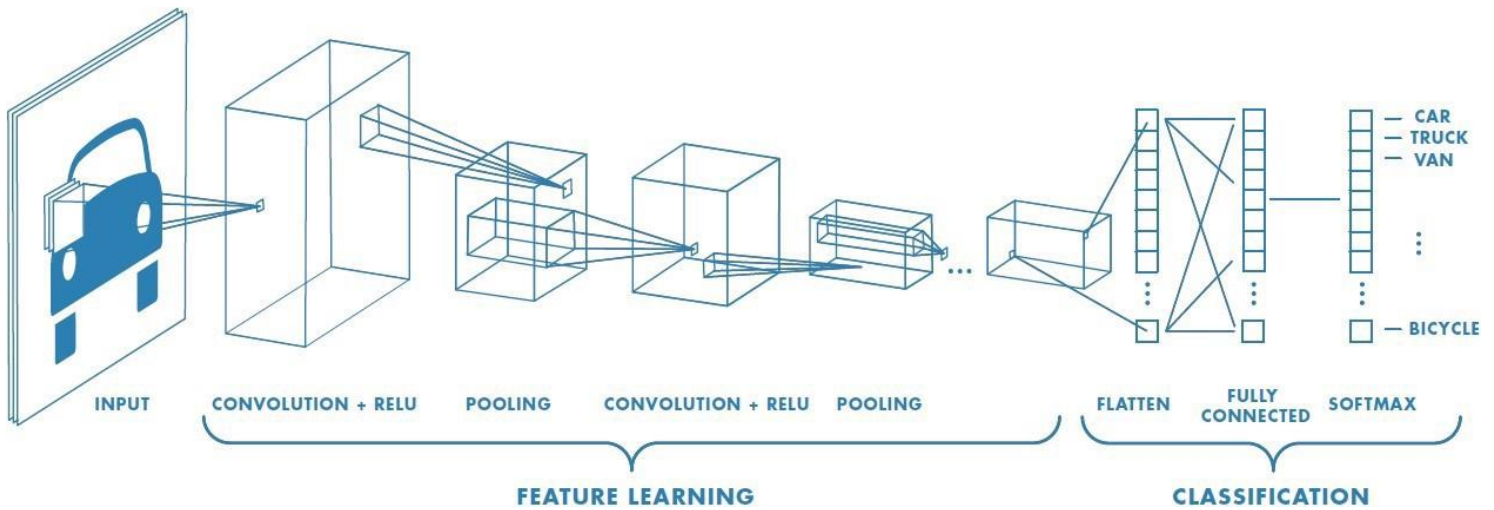 CAR
TRUCK
VAN
BICYCLE
INPUT
CONVOLUTION + RELU
POOLING
CONVOLUTION + RELU
POOLING
FLATTEN
FULLY
CONNECTED
SOFTMAX
FEATURE LEARNING
CLASSIFICATION